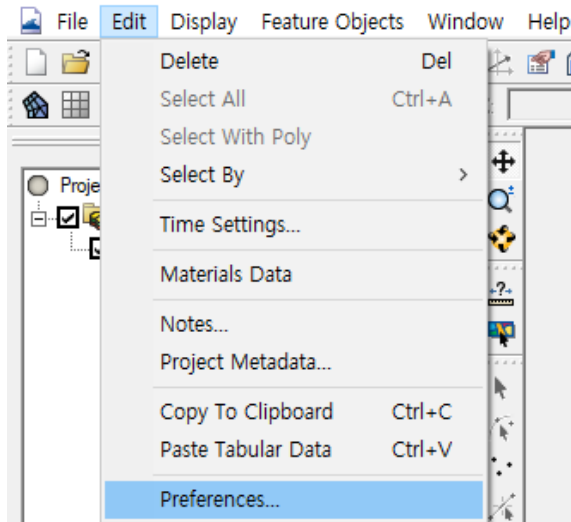 File Edit Display Feature Objects Window Help
Delete Del
Select All Ctrl+A
Select With Poly
Select By
Proje
Time Settings...
Materials Data
Notes...
Project Metadata...
Copy To Clipboard Ctrl+C
Paste Tabular Data Ctrl+V
Preferences...